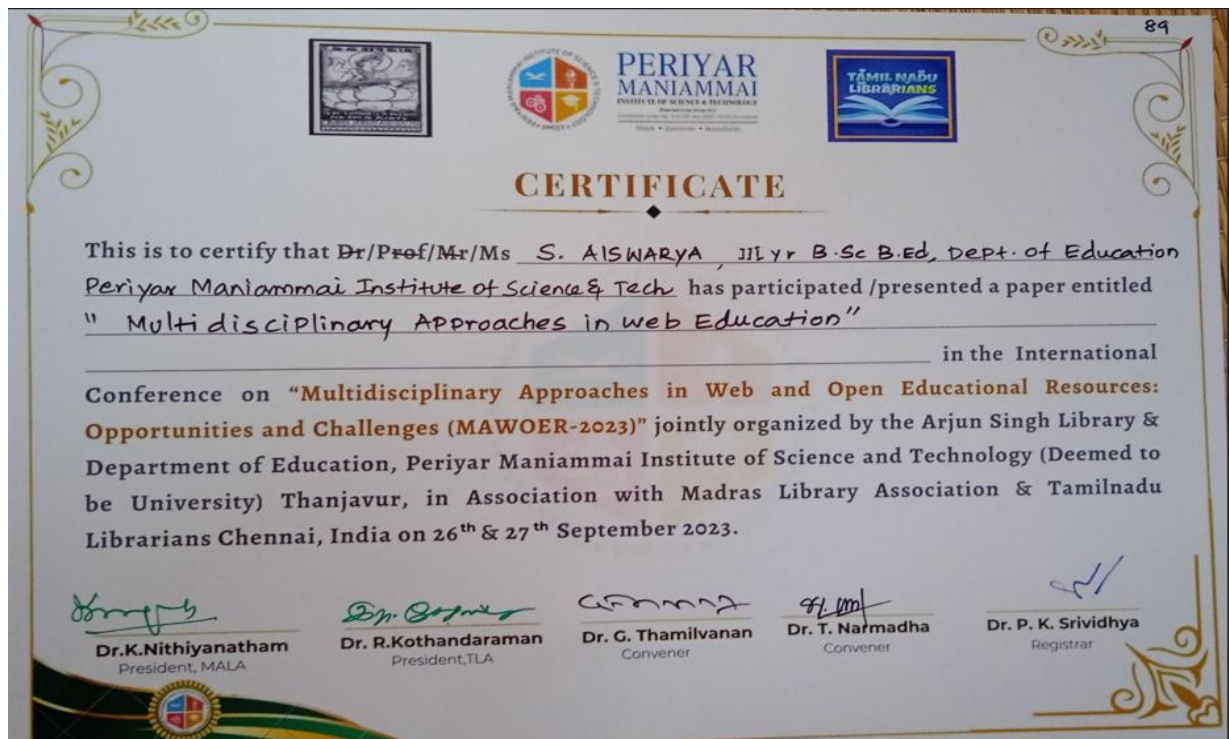 89
PERIYAR
MANIAMMAI
INSTITUTE OF SCIENCE & TECHNOLOGY
TAMIL NADU
LIBRARIANS
CERTIFICATE
This is to certify that Dr/Prof/Mr/Ms S. AISWARYA, III yr B.Sc B.Ed, Dept. of Education
Periyar Maniammai Institute of Science & Tech has participated /presented a paper entitled
" Multidisciplinary Approaches in web Education"
in the International
Conference on “Multidisciplinary Approaches in Web and Open Educational Resources:
Opportunities and Challenges (MAWOER-2023)” jointly organized by the Arjun Singh Library &
Department of Education, Periyar Maniammai Institute of Science and Technology (Deemed to
be University) Thanjavur, in Association with Madras Library Association & Tamilnadu
Librarians Chennai, India on 26th & 27th September 2023.
Dr.K.Nithiyanatham
President, MALA
Dr. R.Kothandaraman
President,TLA
Dr. G. Thamilvanan
Convener
Dr. T. Narmadha
Convener
Dr. P. K. Srividhya
Registrar